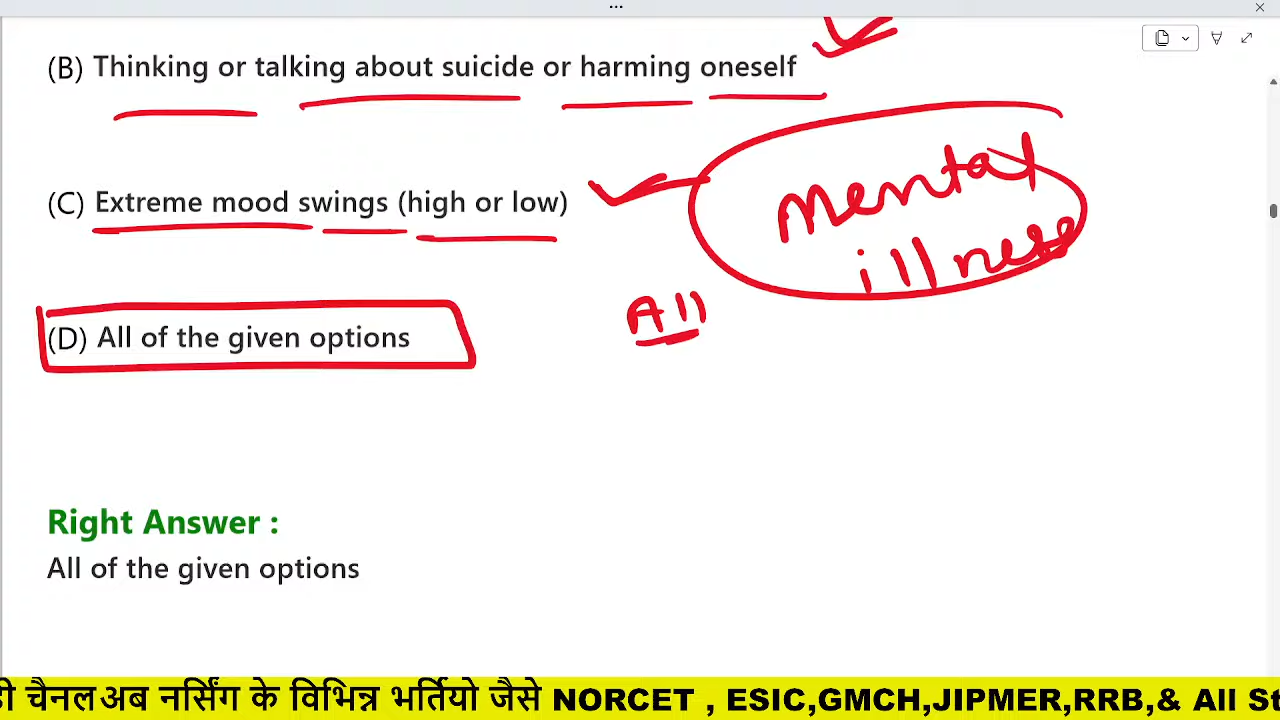 (B) Thinking or talking about suicide or harming oneself
mental
(C) Extreme mood swings (high or low)
illness
All
(D) All of the given options
Right Answer :
All of the given options
ही चैनल अब नर्सिंग के विभिन्न भर्तियो जैसे NORCET , ESIC,GMCH,JIPMER,RRB,& All St